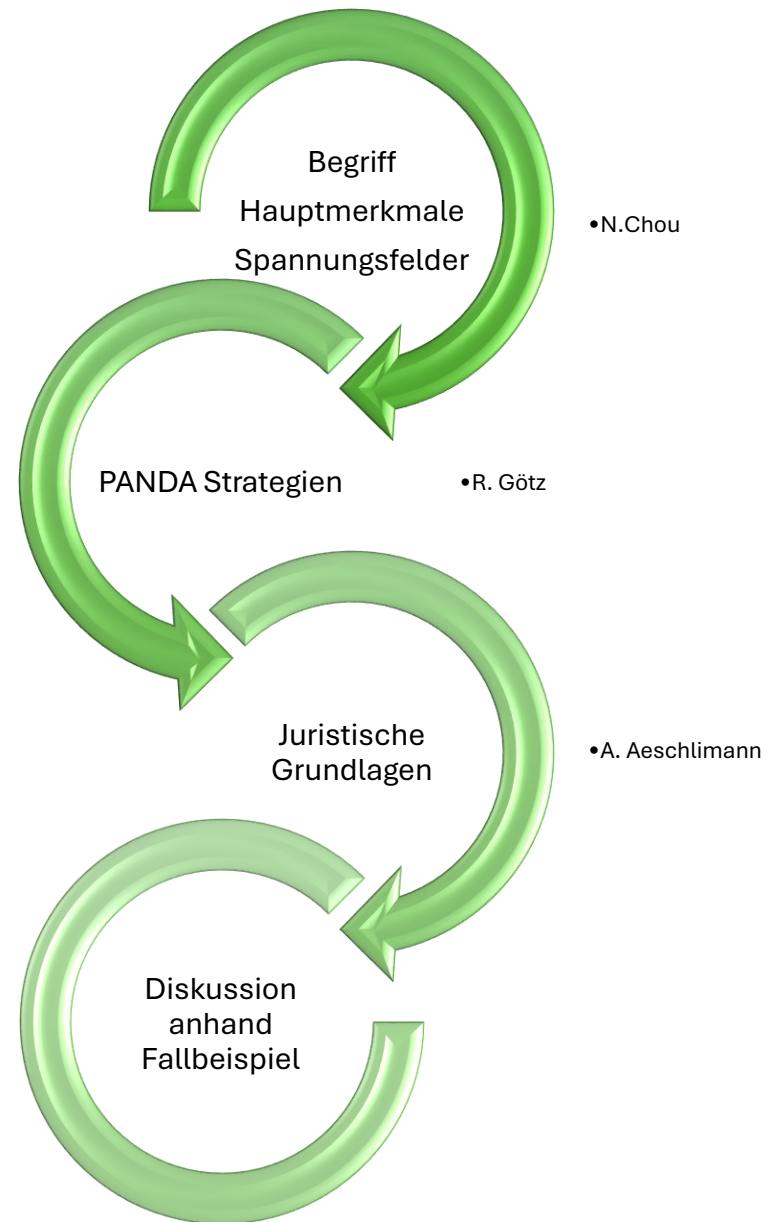 Begriff
Hauptmerkmale
Spannungsfelder
•N.Chou
PANDA Strategien
•R. Götz
Juristische
Grundlagen
•A. Aeschlimann
Diskussion
anhand
Fallbeispiel